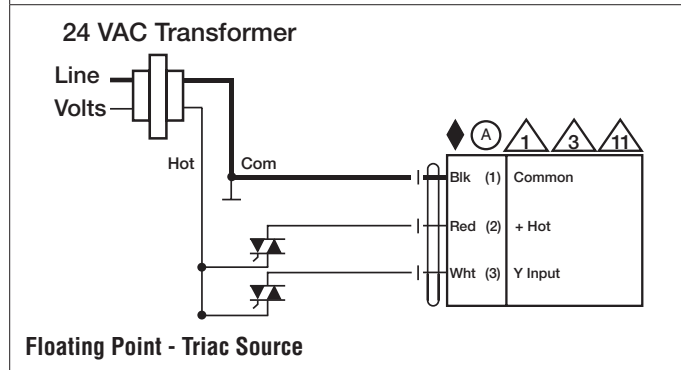 24 VAC Transformer
Line
Volts
Hot
Com
A 1 3 11
Blk (1) Common
Red (2) + Hot
Wht (3) Y Input
Floating Point - Triac Source